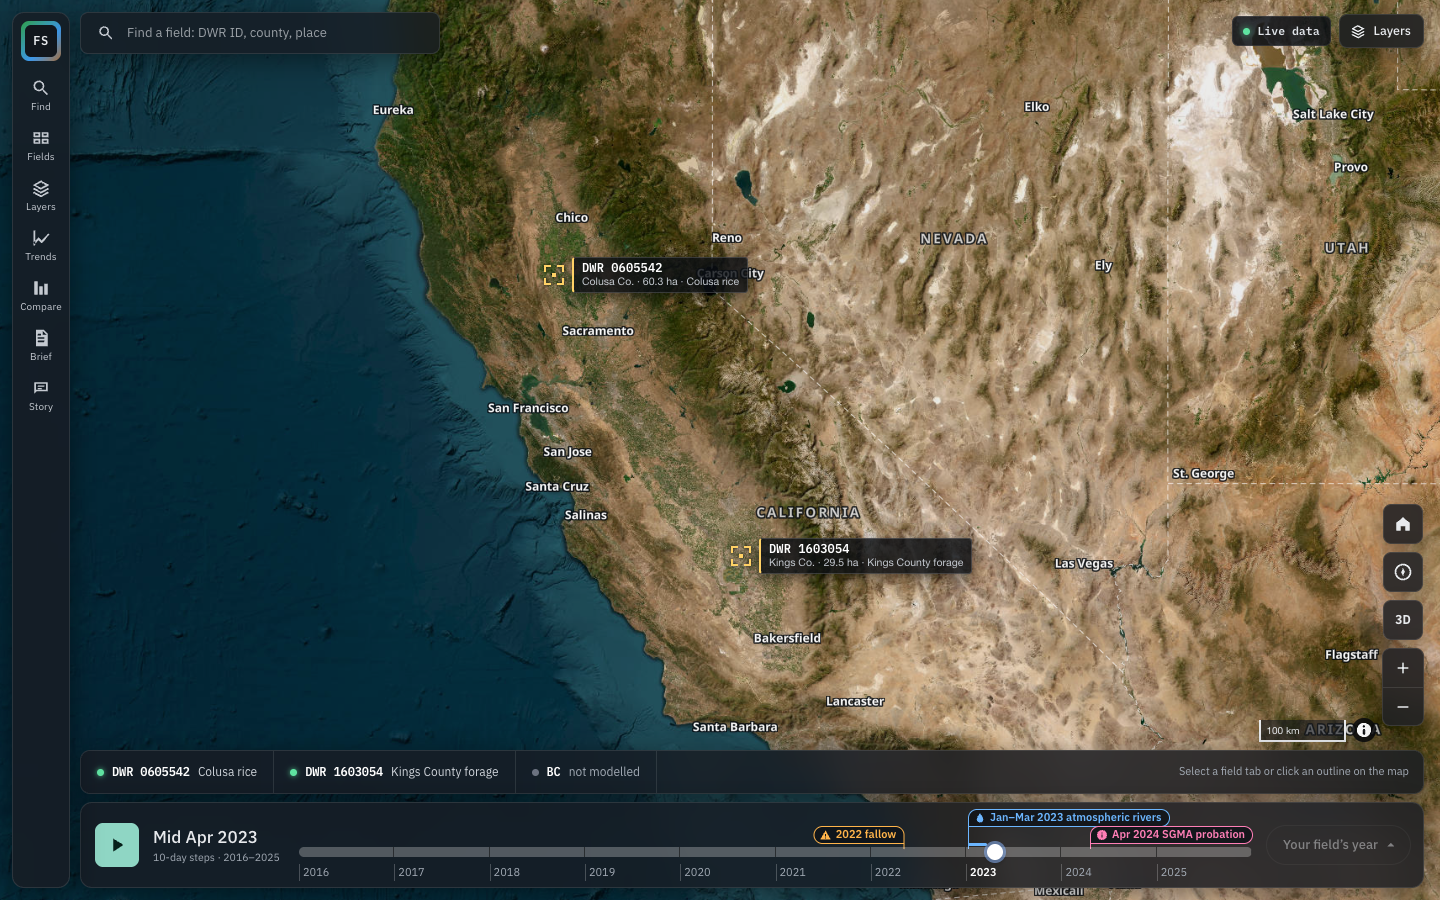 FS
Find a field: DWR ID, county, place
Live data
Layers
Find
Fields
Layers
Trends
Compare
Brief
Story
Eureka
Elko
Salt Lake City
Provo
Chico
Reno
NEVADA
UTAH
Ely
Carson City
DWR 0605542
Colusa Co. · 60.3 ha · Colusa rice
Sacramento
San Francisco
San Jose
Santa Cruz
Salinas
St. George
CALIFORNIA
DWR 1603054
Kings Co. · 29.5 ha · Kings County forage
Las Vegas
3D
Bakersfield
Flagstaff
Lancaster
Santa Barbara
100 km
ARIZONA
DWR 0605542 Colusa rice
DWR 1603054 Kings County forage
BC not modelled
Select a field tab or click an outline on the map
Mid Apr 2023
10-day steps · 2016–2025
2022 fallow
Jan–Mar 2023 atmospheric rivers
Apr 2024 SGMA probation
2016
2017
2018
2019
2020
2021
2022
2023
2024
2025
Your field's year
Mexicali